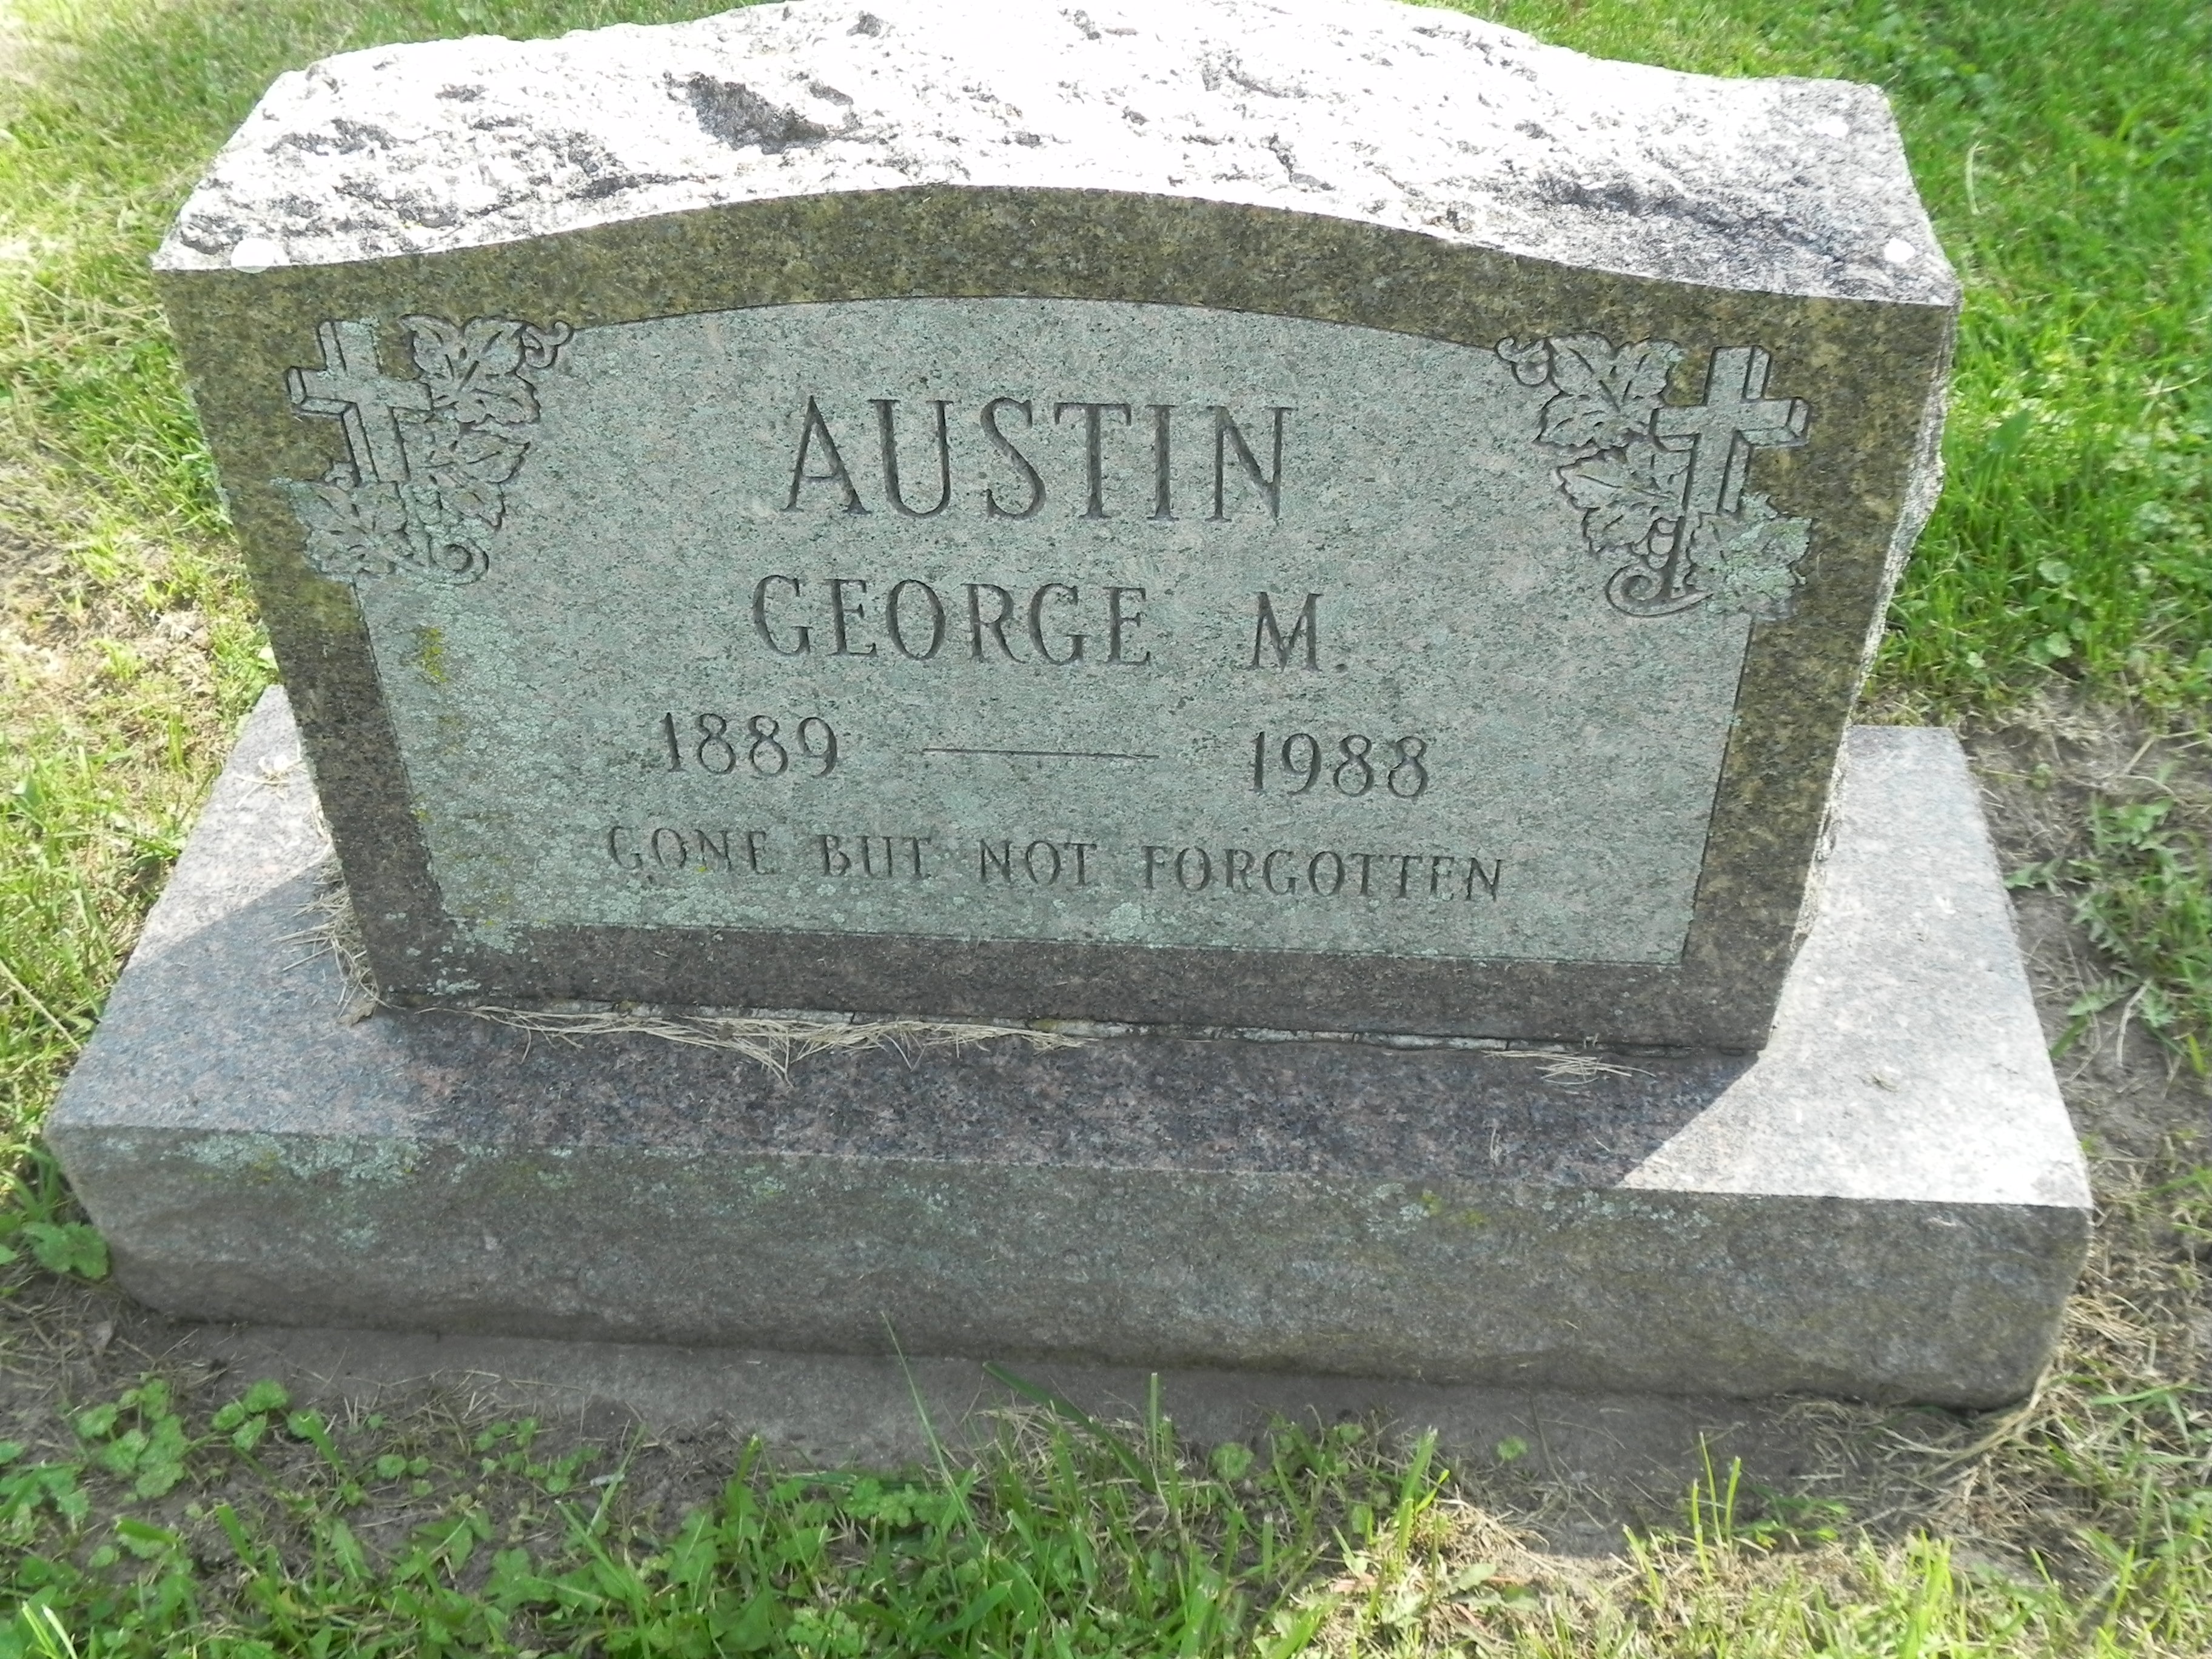 AUSTIN
GEORGE M.
1889 — 1988
GONE BUT NOT FORGOTTEN